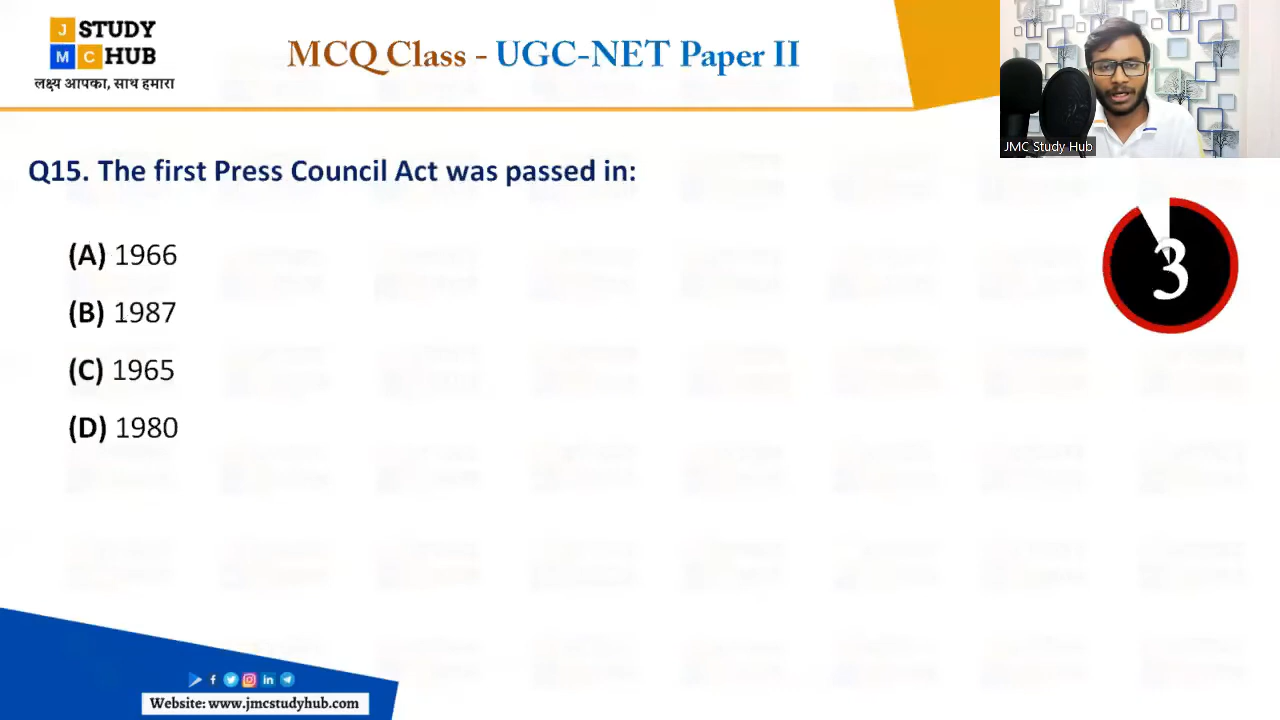 J STUDY
M C HUB
लक्ष्य आपका, साथ हमारा
MCQ Class - UGC-NET Paper II
JMC Study Hub
Q15. The first Press Council Act was passed in:
3
(A) 1966
(B) 1987
(C) 1965
(D) 1980
Website: www.jmcstudyhub.com